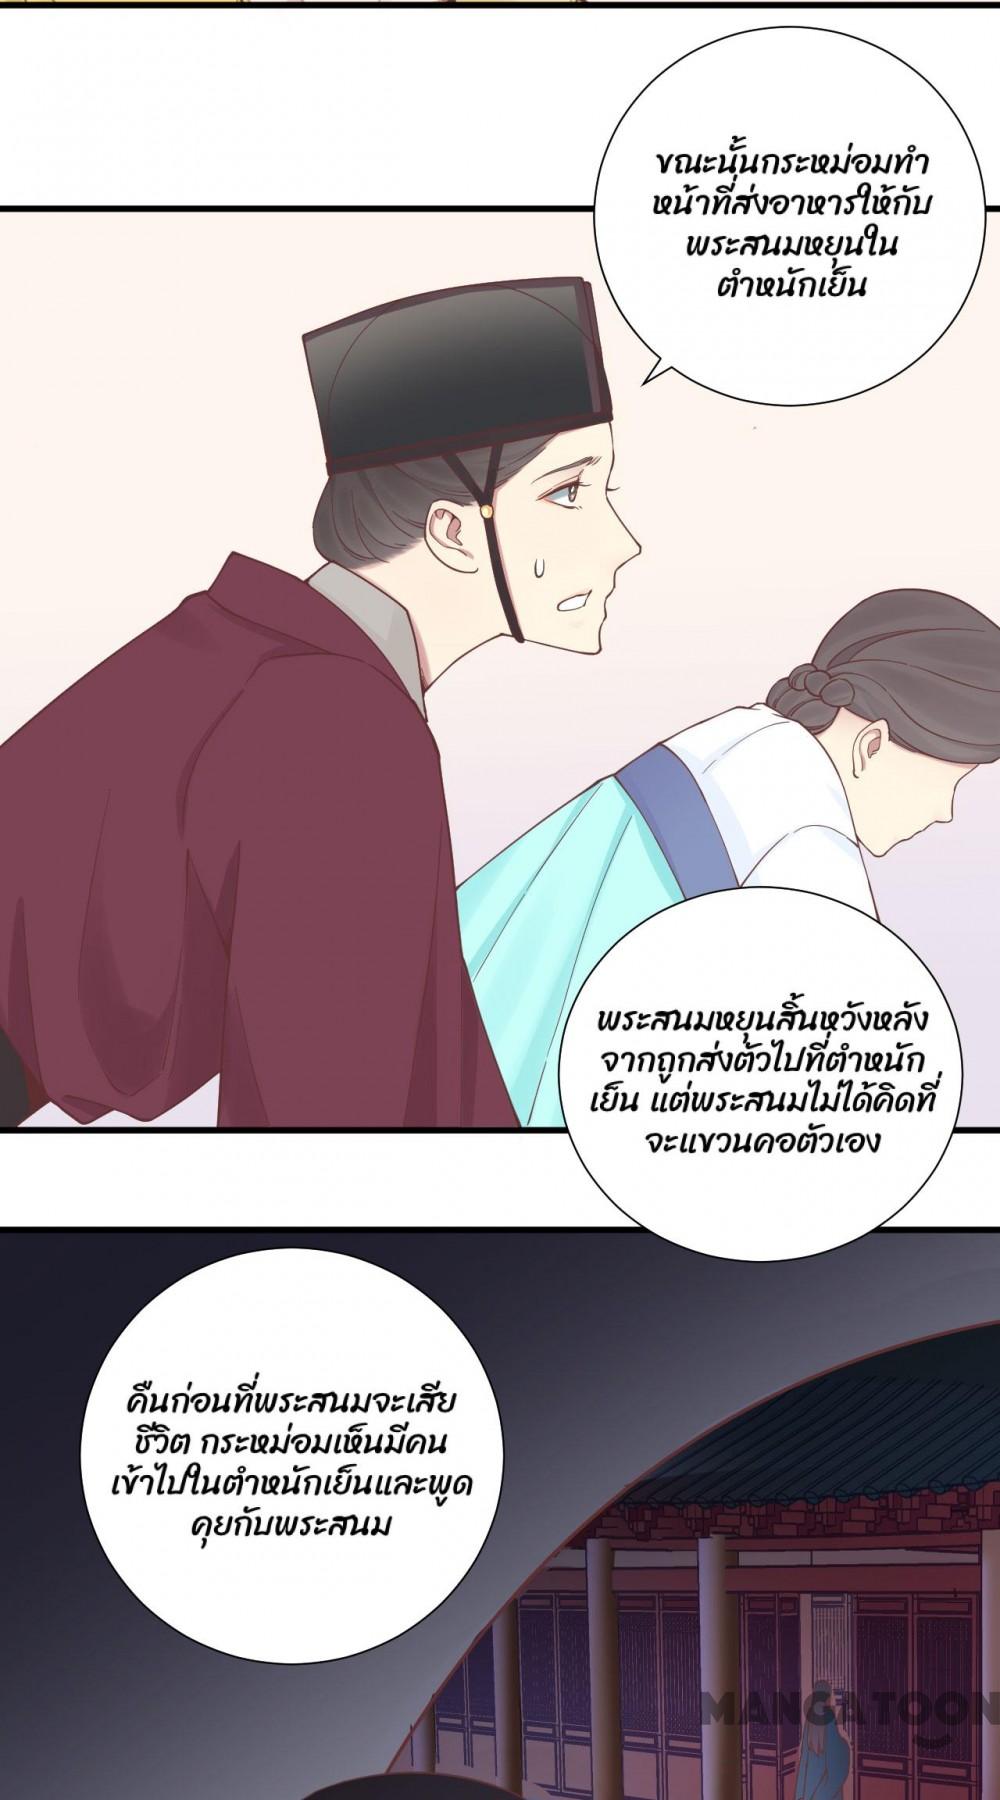 ขณะนั้นกระหม่อมทำ
หน้าที่ส่งอาหารให้กับ
พระสนมหยุนใน
ตำหนักเย็น
พระสนมหยุนสิ้นหวังหลัง
จากถูกส่งตัวไปที่ตำหนัก
เย็น แต่พระสนมไม่ได้คิดที่
จะแขวนคอตัวเอง
คืนก่อนที่พระสนมจะเสีย
ชีวิต กระหม่อมเห็นมีคน
เข้าไปในตำหนักเย็นและพูด
คุยกับพระสนม
MANGATOON